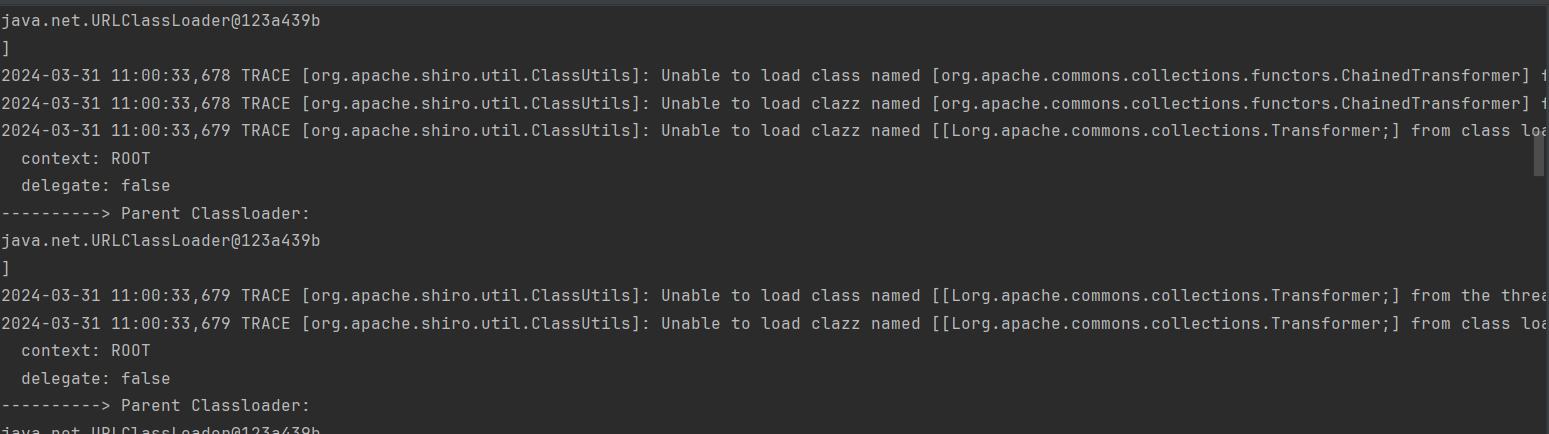 java.net.URLClassLoader@123a439b
]
2024-03-31 11:00:33,678 TRACE [org.apache.shiro.util.ClassUtils]: Unable to load class named [org.apache.commons.collections.functors.ChainedTransformer] f
2024-03-31 11:00:33,678 TRACE [org.apache.shiro.util.ClassUtils]: Unable to load clazz named [org.apache.commons.collections.functors.ChainedTransformer] f
2024-03-31 11:00:33,679 TRACE [org.apache.shiro.util.ClassUtils]: Unable to load clazz named [[Lorg.apache.commons.collections.Transformer;] from class loa
  context: ROOT
  delegate: false
----------> Parent Classloader:
java.net.URLClassLoader@123a439b
]
2024-03-31 11:00:33,679 TRACE [org.apache.shiro.util.ClassUtils]: Unable to load class named [[Lorg.apache.commons.collections.Transformer;] from the threa
2024-03-31 11:00:33,679 TRACE [org.apache.shiro.util.ClassUtils]: Unable to load clazz named [[Lorg.apache.commons.collections.Transformer;] from class loa
  context: ROOT
  delegate: false
----------> Parent Classloader:
java.net.URLClassLoader@123a439b